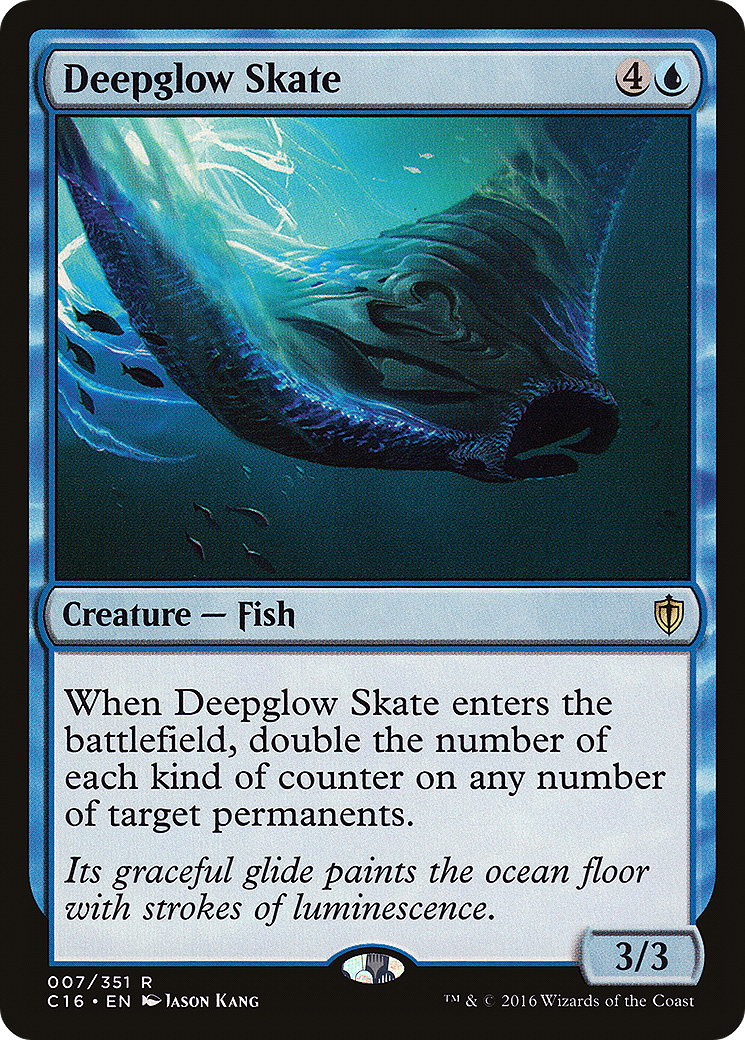 Deepglow Skate 4
Creature — Fish
When Deepglow Skate enters the
battlefield, double the number of
each kind of counter on any number
of target permanents.
Its graceful glide paints the ocean floor
with strokes of luminescence.
3/3
007/351 R
C16 • EN Jason Kang
™ & © 2016 Wizards of the Coast